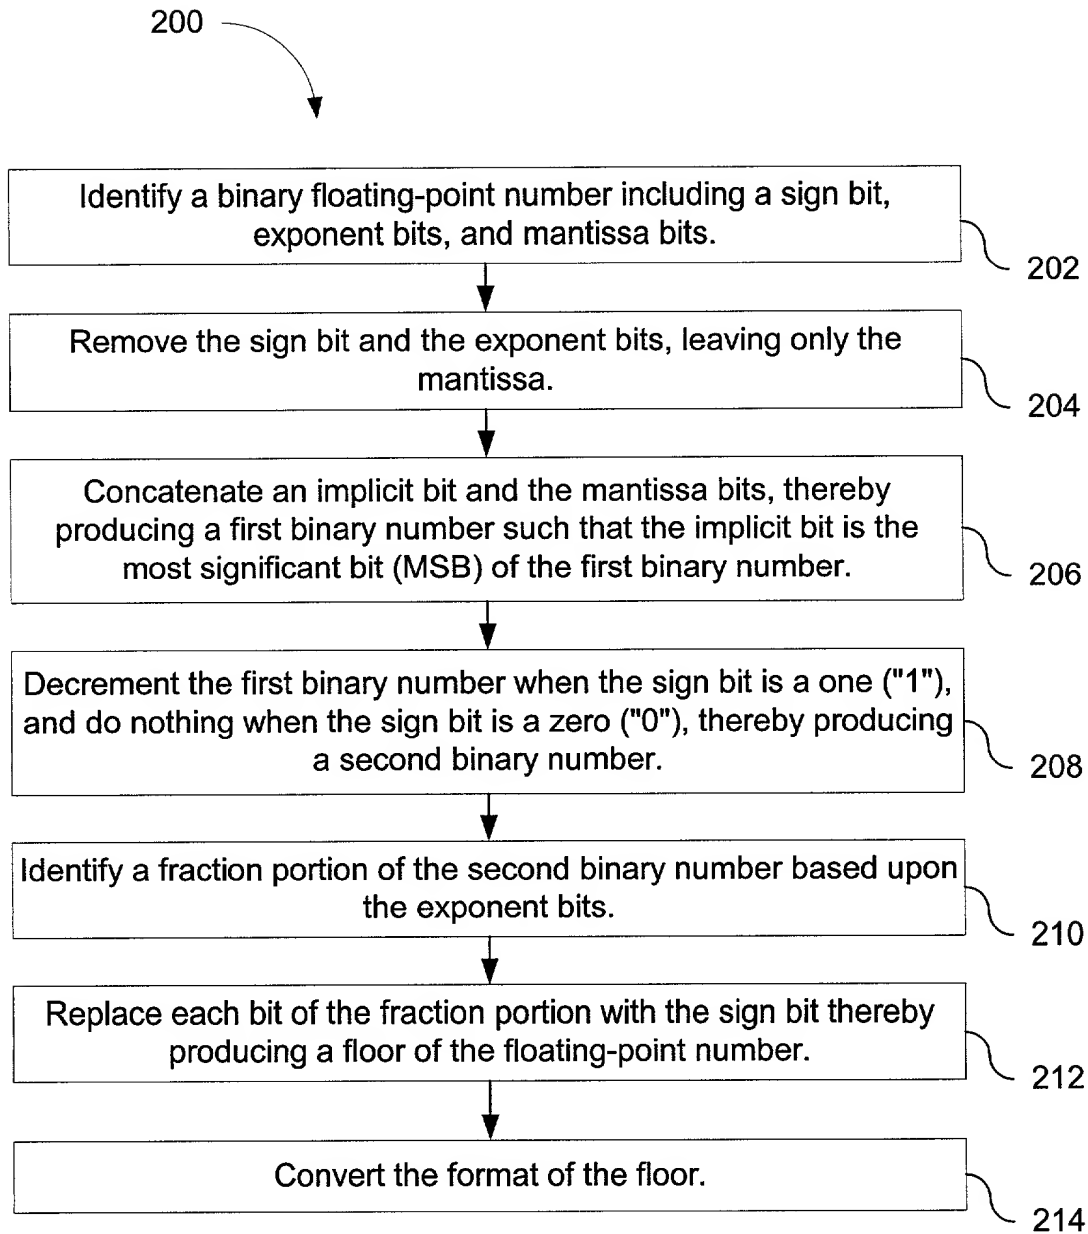 200
Identify a binary floating-point number including a sign bit,
exponent bits, and mantissa bits.
202
Remove the sign bit and the exponent bits, leaving only the
mantissa.
204
Concatenate an implicit bit and the mantissa bits, thereby
producing a first binary number such that the implicit bit is the
most significant bit (MSB) of the first binary number.
206
Decrement the first binary number when the sign bit is a one ("1"),
and do nothing when the sign bit is a zero ("0"), thereby producing
a second binary number.
208
Identify a fraction portion of the second binary number based upon
the exponent bits.
210
Replace each bit of the fraction portion with the sign bit thereby
producing a floor of the floating-point number.
212
Convert the format of the floor.
214